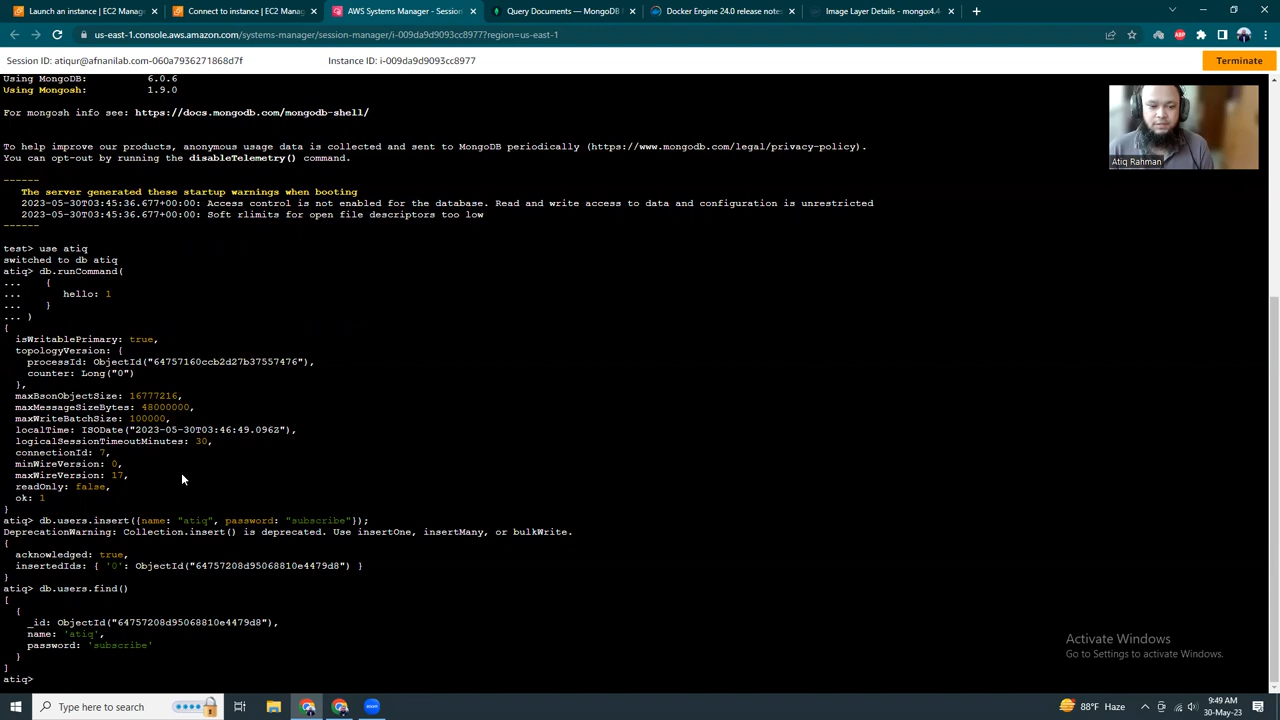 Launch an instance | EC2 Manag
Connect to instance | EC2 Manag
AWS Systems Manager - Session
Query Documents — MongoDB
Docker Engine 24.0 release notes
Image Layer Details - mongo4.4
us-east-1.console.aws.amazon.com/systems-manager/session-manager/i-009da9d9093cc8977?region=us-east-1
Session ID: atiqur@afnanilab.com-060a7936271868d7f
Instance ID: i-009da9d9093cc8977
Terminate
Using MongoDB: 6.0.6
Using Mongosh: 1.9.0
For mongosh info see: https://docs.mongodb.com/mongodb-shell/
To help improve our products, anonymous usage data is collected and sent to MongoDB periodically (https://www.mongodb.com/legal/privacy-policy).
You can opt-out by running the disableTelemetry() command.
------
The server generated these startup warnings when booting
2023-05-30T03:45:36.677+00:00: Access control is not enabled for the database. Read and write access to data and configuration is unrestricted
2023-05-30T03:45:36.677+00:00: Soft rlimits for open file descriptors too low
------
test> use atiq
switched to db atiq
atiq> db.runCommand(
... {
... hello: 1
... }
... )
{
isWritablePrimary: true,
topologyVersion: {
processId: ObjectId("64757160ccb2d27b37557476"),
counter: Long("0")
},
maxBsonObjectSize: 16777216,
maxMessageSizeBytes: 48000000,
maxWriteBatchSize: 100000,
localTime: ISODate("2023-05-30T03:46:49.096Z"),
logicalSessionTimeoutMinutes: 30,
connectionId: 7,
minWireVersion: 0,
maxWireVersion: 17,
readOnly: false,
ok: 1
}
atiq> db.users.insert({name: "atiq", password: "subscribe"});
DeprecationWarning: Collection.insert() is deprecated. Use insertOne, insertMany, or bulkWrite.
{
acknowledged: true,
insertedIds: { '0': ObjectId("64757208d95068810e4479d8") }
}
atiq> db.users.find()
[
{
_id: ObjectId("64757208d95068810e4479d8"),
name: 'atiq',
password: 'subscribe'
}
]
atiq>
Atiq Rahman
Activate Windows
Go to Settings to activate Windows.
Type here to search
88°F Haze
9:49 AM
30-May-23